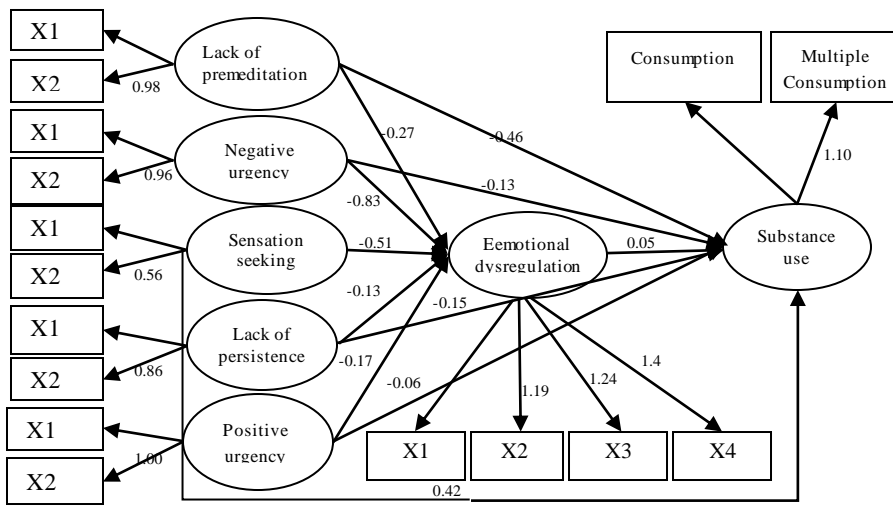 X1
X2
0.98
Lack of
premeditation
X1
X2
0.96
Negative
urgency
X1
X2
0.56
Sensation
seeking
X1
X2
0.86
Lack of
persistence
X1
X2
1.00
Positive
urgency
-0.27
-0.46
-0.83
-0.13
-0.51
-0.13
-0.15
-0.17
-0.06
0.42
Eemotional
dysregulation
0.05
1.19
1.24
1.4
X1
X2
X3
X4
Consumption
Multiple
Consumption
1.10
Substance
use